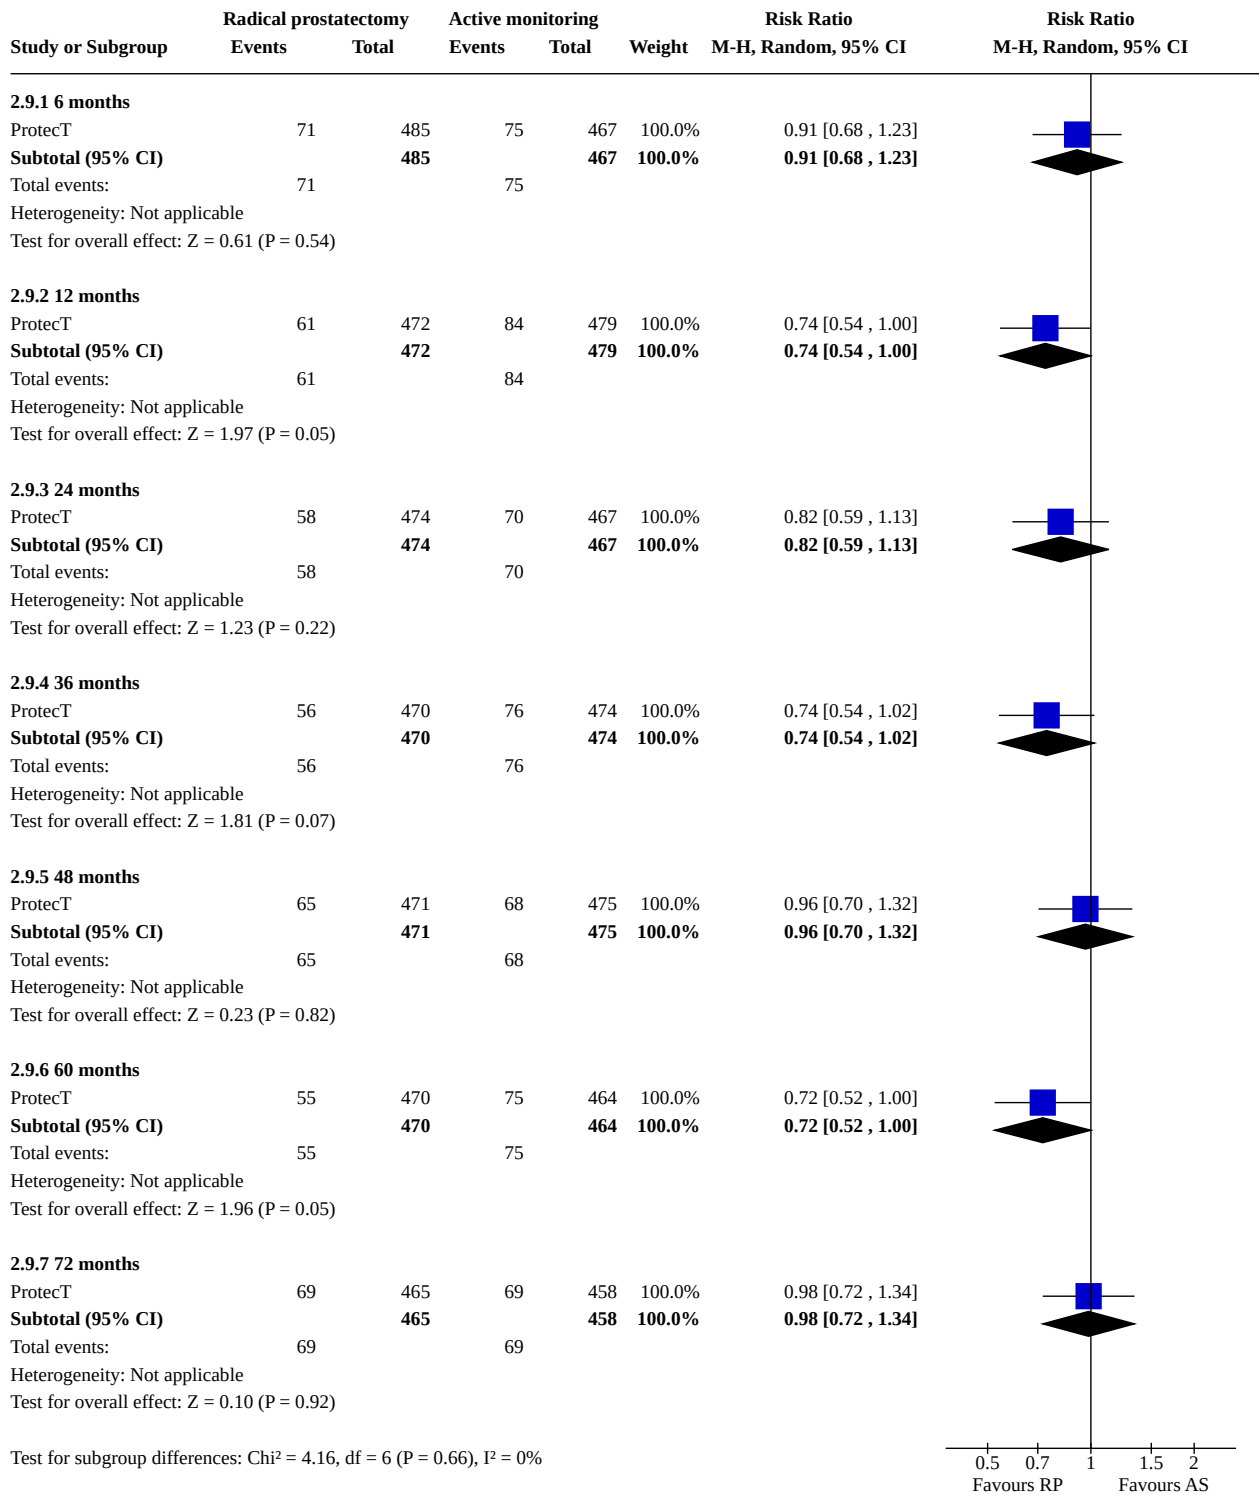 Radical prostatectomy Active monitoring Risk Ratio Risk Ratio
Study or Subgroup Events Total Events Total Weight M-H, Random, 95% CI M-H, Random, 95% CI
2.9.1 6 months
ProtecT 71 485 75 467 100.0% 0.91 [0.68 , 1.23]
Subtotal (95% CI) 485 467 100.0% 0.91 [0.68 , 1.23]
Total events: 71 75
Heterogeneity: Not applicable
Test for overall effect: Z = 0.61 (P = 0.54)
2.9.2 12 months
ProtecT 61 472 84 479 100.0% 0.74 [0.54 , 1.00]
Subtotal (95% CI) 472 479 100.0% 0.74 [0.54 , 1.00]
Total events: 61 84
Heterogeneity: Not applicable
Test for overall effect: Z = 1.97 (P = 0.05)
2.9.3 24 months
ProtecT 58 474 70 467 100.0% 0.82 [0.59 , 1.13]
Subtotal (95% CI) 474 467 100.0% 0.82 [0.59 , 1.13]
Total events: 58 70
Heterogeneity: Not applicable
Test for overall effect: Z = 1.23 (P = 0.22)
2.9.4 36 months
ProtecT 56 470 76 474 100.0% 0.74 [0.54 , 1.02]
Subtotal (95% CI) 470 474 100.0% 0.74 [0.54 , 1.02]
Total events: 56 76
Heterogeneity: Not applicable
Test for overall effect: Z = 1.81 (P = 0.07)
2.9.5 48 months
ProtecT 65 471 68 475 100.0% 0.96 [0.70 , 1.32]
Subtotal (95% CI) 471 475 100.0% 0.96 [0.70 , 1.32]
Total events: 65 68
Heterogeneity: Not applicable
Test for overall effect: Z = 0.23 (P = 0.82)
2.9.6 60 months
ProtecT 55 470 75 464 100.0% 0.72 [0.52 , 1.00]
Subtotal (95% CI) 470 464 100.0% 0.72 [0.52 , 1.00]
Total events: 55 75
Heterogeneity: Not applicable
Test for overall effect: Z = 1.96 (P = 0.05)
2.9.7 72 months
ProtecT 69 465 69 458 100.0% 0.98 [0.72 , 1.34]
Subtotal (95% CI) 465 458 100.0% 0.98 [0.72 , 1.34]
Total events: 69 69
Heterogeneity: Not applicable
Test for overall effect: Z = 0.10 (P = 0.92)
Test for subgroup differences: Chi² = 4.16, df = 6 (P = 0.66), I² = 0%
0.5 0.7 1 1.5 2
Favours RP Favours AS